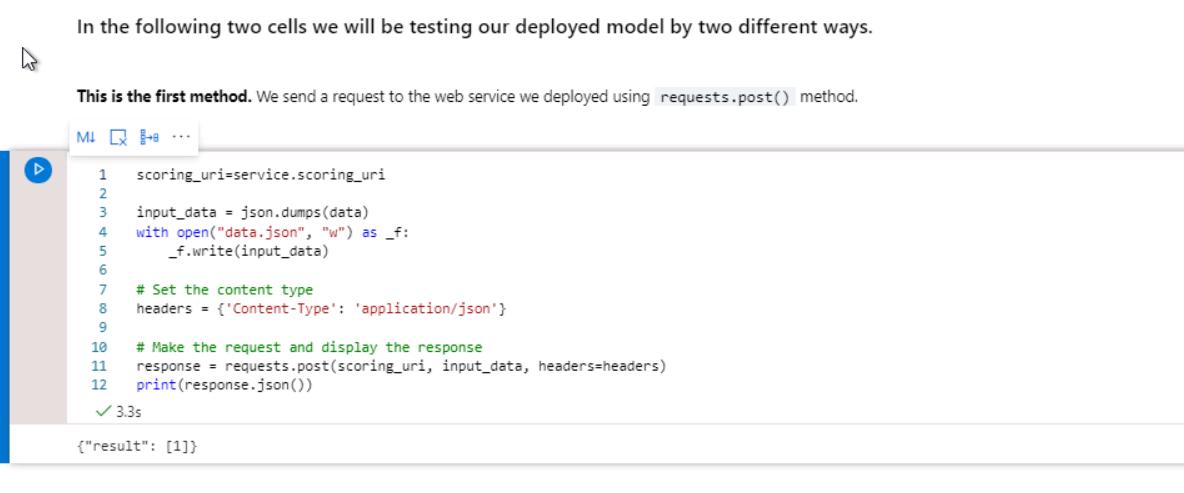 In the following two cells we will be testing our deployed model by two different ways.
This is the first method. We send a request to the web service we deployed using requests.post() method.
M↓ ···
1 scoring_uri=service.scoring_uri
2
3 input_data = json.dumps(data)
4 with open("data.json", "w") as _f:
5     _f.write(input_data)
6
7 # Set the content type
8 headers = {'Content-Type': 'application/json'}
9
10 # Make the request and display the response
11 response = requests.post(scoring_uri, input_data, headers=headers)
12 print(response.json())
✓ 3.3s
{"result": [1]}